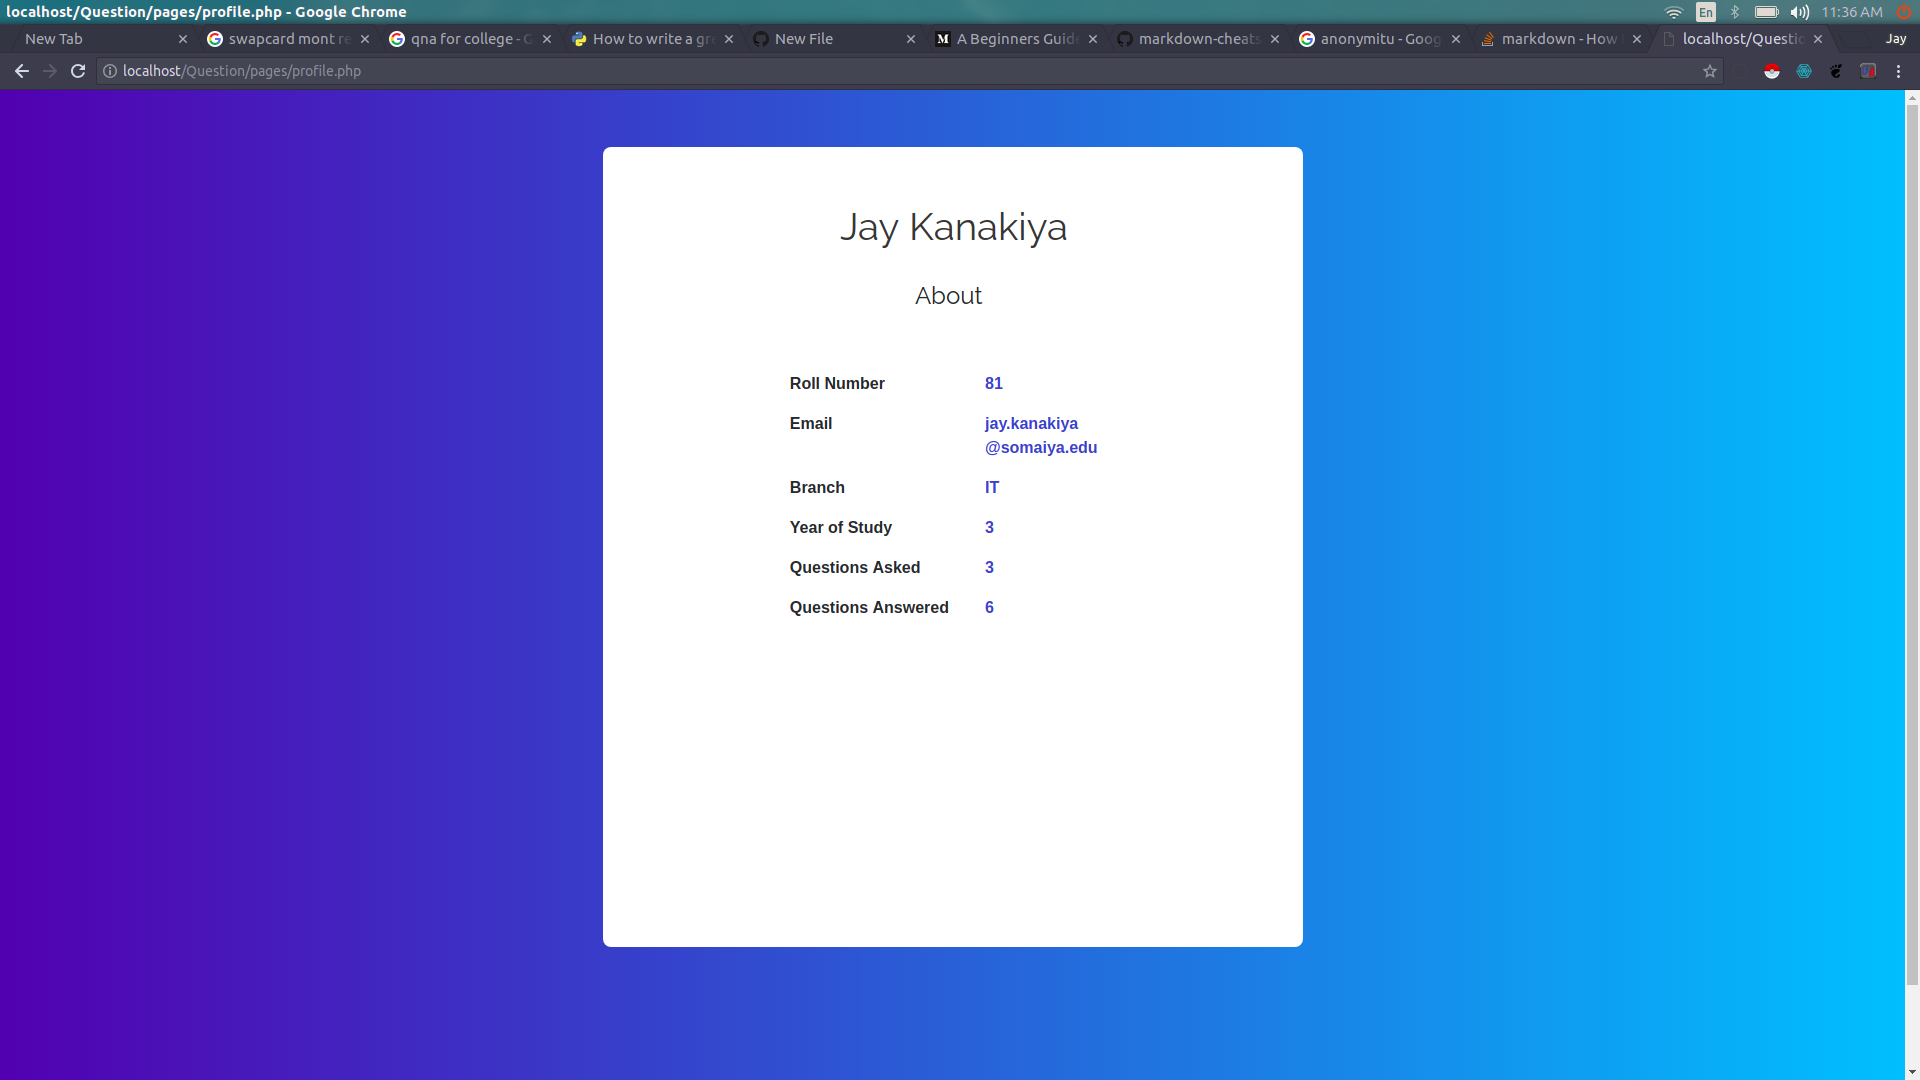 localhost/Question/pages/profile.php - Google Chrome
En
11:36 AM
New Tab
swapcard mont re
qna for college - G
How to write a gr
New File
A Beginners Guid
markdown-cheats
anonymitu - Goog
markdown - How
localhost/Questio
Jay
localhost/Question/pages/profile.php
Jay Kanakiya
About
Roll Number 81
Email jay.kanakiya
@somaiya.edu
Branch IT
Year of Study 3
Questions Asked 3
Questions Answered 6